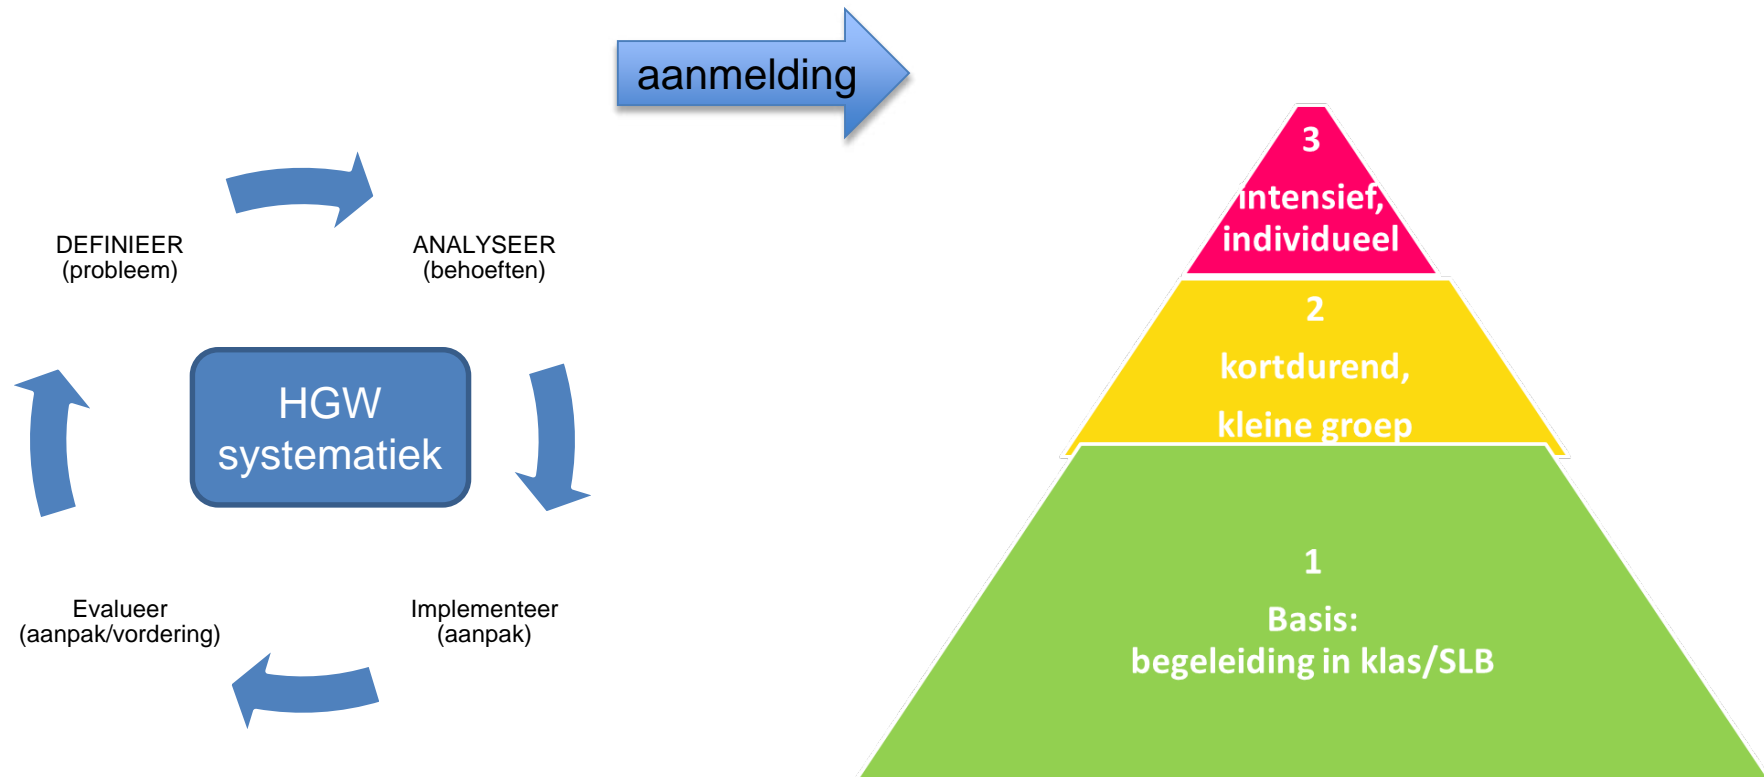 aanmelding
DEFINIEER
(probleem)
ANALYSEER
(behoeften)
HGW
systematiek
Evalueer
(aanpak/vordering)
Implementeer
(aanpak)
3
intensief,
individueel
2
kortdurend,
kleine groep
1
Basis:
begeleiding in klas/SLB